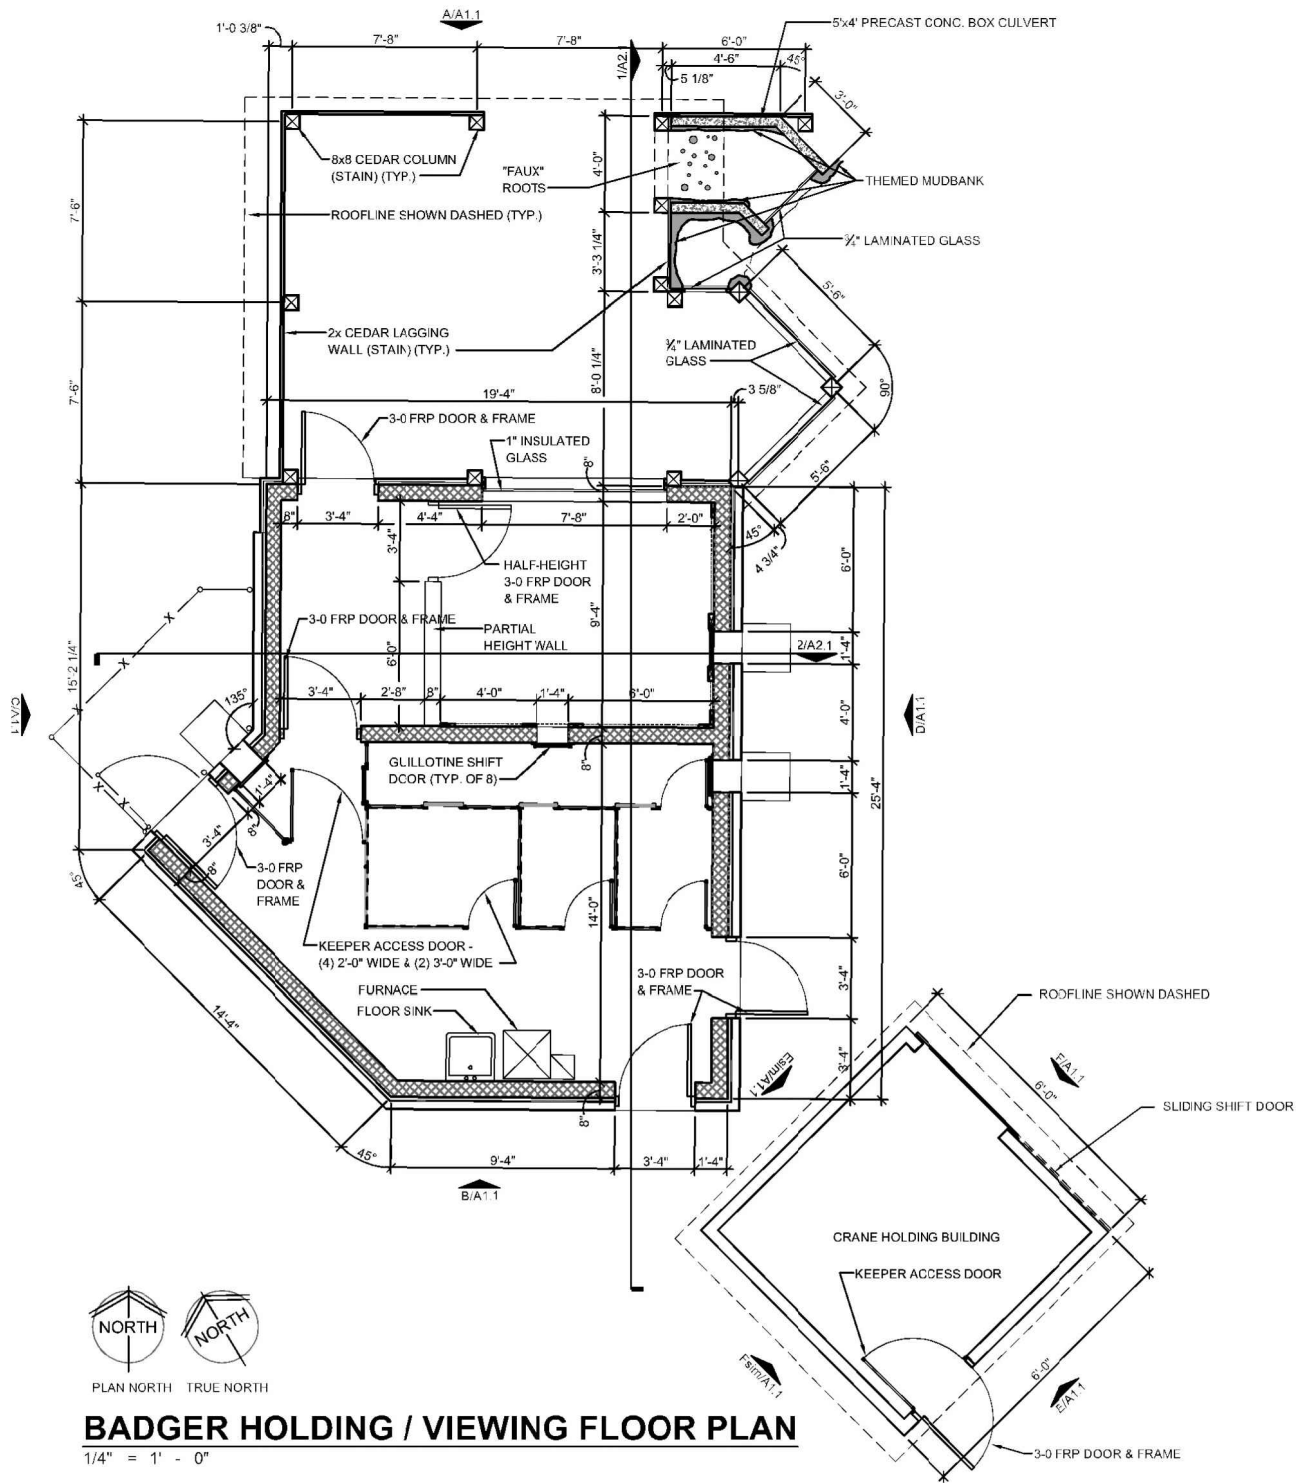 A/A1.1
1'-0 3/8"
7'-8"
7'-8"
1/A2.1
6'-0"
4'-6"
45°
5 1/8"
5'x4' PRECAST CONC. BOX CULVERT
3'-0"
8x8 CEDAR COLUMN
(STAIN) (TYP.)
"FAUX"
ROOTS
4'-0"
THEMED MUDBANK
7'-6"
ROOFLINE SHOWN DASHED (TYP.)
3'-3 1/4"
¾" LAMINATED GLASS
5'-6"
2x CEDAR LAGGING
WALL (STAIN) (TYP.)
¾" LAMINATED
GLASS
8'-0 1/4"
7'-6"
19'-4"
3 5/8"
90°
3-0 FRP DOOR & FRAME
1" INSULATED
GLASS
8"
5'-6"
8"
3'-4"
4'-4"
7'-8"
2'-0"
45°
4 3/4"
3'-4"
6'-0"
HALF-HEIGHT
3-0 FRP DOOR
& FRAME
9'-4"
3-0 FRP DOOR & FRAME
PARTIAL
HEIGHT WALL
6'-0"
2/A2.1
1'-4"
15'-2 1/4"
135°
3'-4"
2'-8"
8"
4'-0"
1'-4"
6'-0"
C/A1.1
D/A1.1
4'-0"
GUILLOTINE SHIFT
DOOR (TYP. OF 8)
8"
1'-4"
1'-4"
25'-4"
8"
3'-4"
8"
45°
3-0 FRP
DOOR &
FRAME
6'-0"
14'-0"
KEEPER ACCESS DOOR -
(4) 2'-0" WIDE & (2) 3'-0" WIDE
3-0 FRP DOOR
& FRAME
3'-4"
FURNACE
FLOOR SINK
14'-4"
ROOFLINE SHOWN DASHED
3'-4"
Esim/A1.1
F/A1.1
6'-0"
SLIDING SHIFT DOOR
8"
45°
9'-4"
3'-4"
1'-4"
B/A1.1
CRANE HOLDING BUILDING
KEEPER ACCESS DOOR
NORTH
NORTH
PLAN NORTH
TRUE NORTH
Fsim/A1.1
6'-0"
E/A1.1
BADGER HOLDING / VIEWING FLOOR PLAN
3-0 FRP DOOR & FRAME
1/4" = 1' - 0"